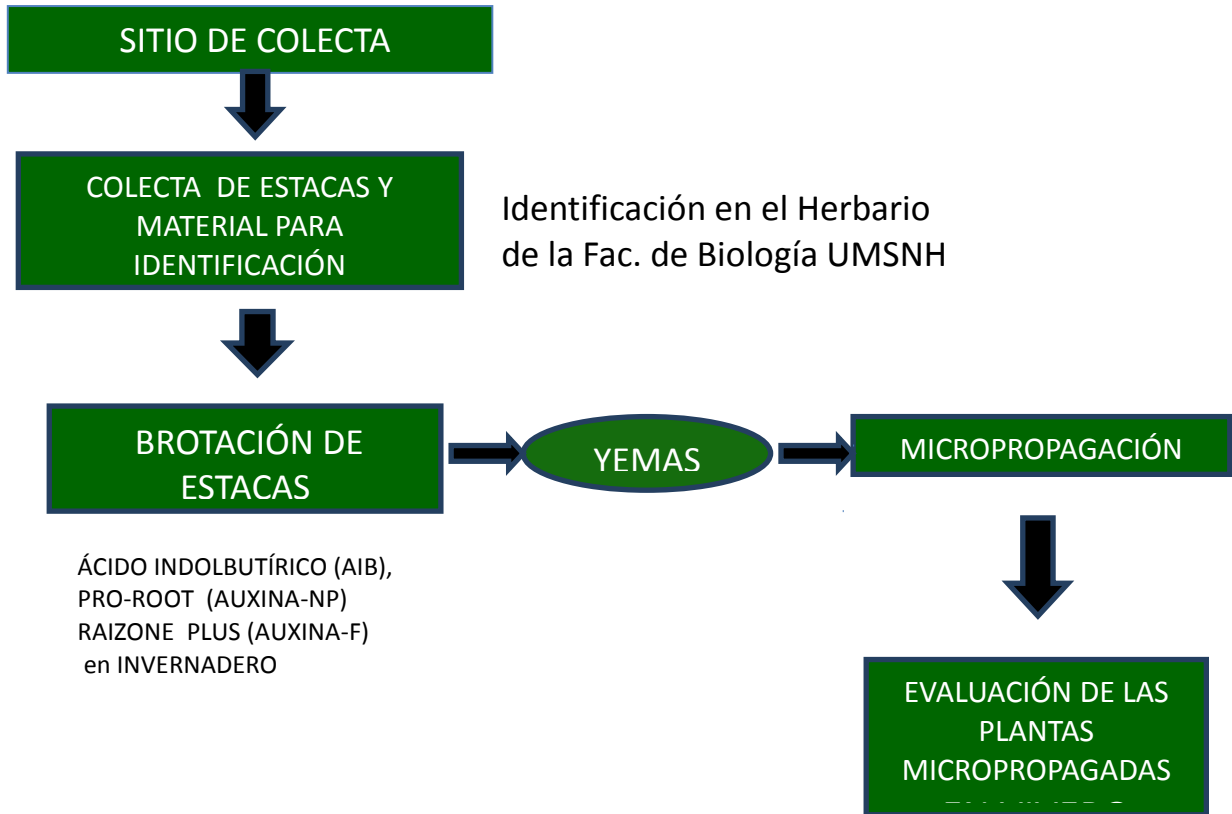 SITIO DE COLECTA
COLECTA DE ESTACAS Y
MATERIAL PARA
IDENTIFICACIÓN
Identificación en el Herbario
de la Fac. de Biología UMSNH
BROTACIÓN DE
ESTACAS
YEMAS
MICROPROPAGACIÓN
ÁCIDO INDOLBUTÍRICO (AIB),
PRO-ROOT (AUXINA-NP)
RAIZONE PLUS (AUXINA-F)
en INVERNADERO
EVALUACIÓN DE LAS
PLANTAS
MICROPROPAGADAS